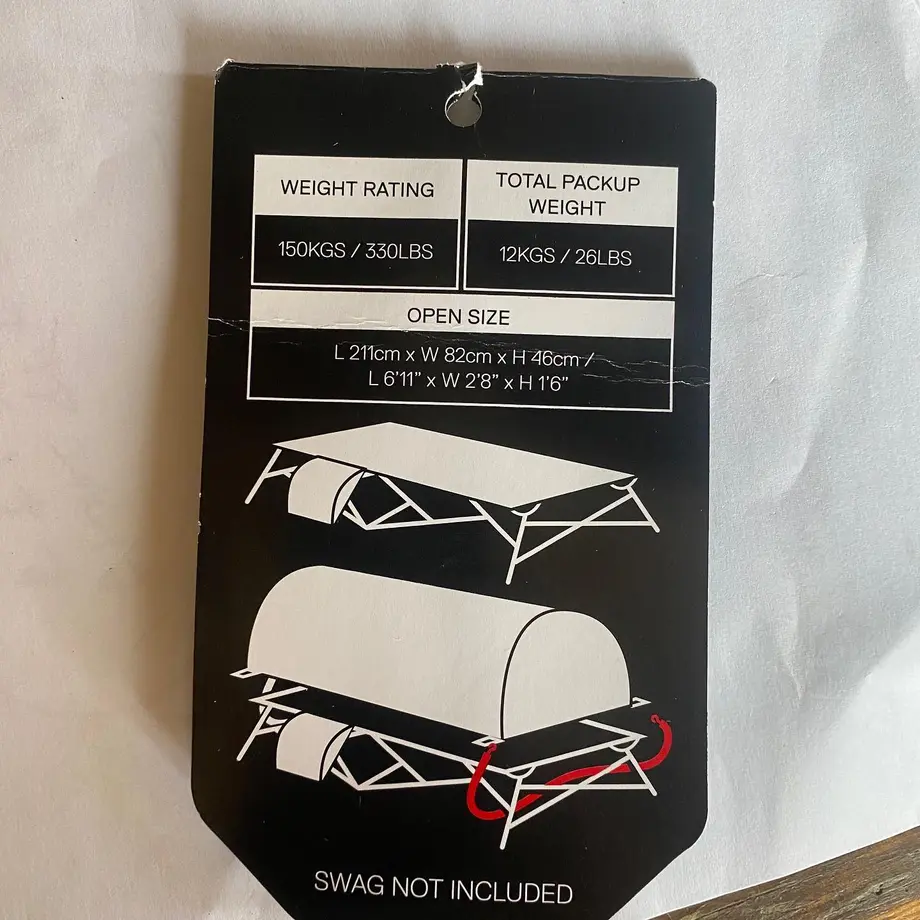 WEIGHT RATING
150KGS / 330LBS
TOTAL PACKUP
WEIGHT
12KGS / 26LBS
OPEN SIZE
L 211cm x W 82cm x H 46cm /
L 6'11" x W 2'8" x H 1'6"
SWAG NOT INCLUDED